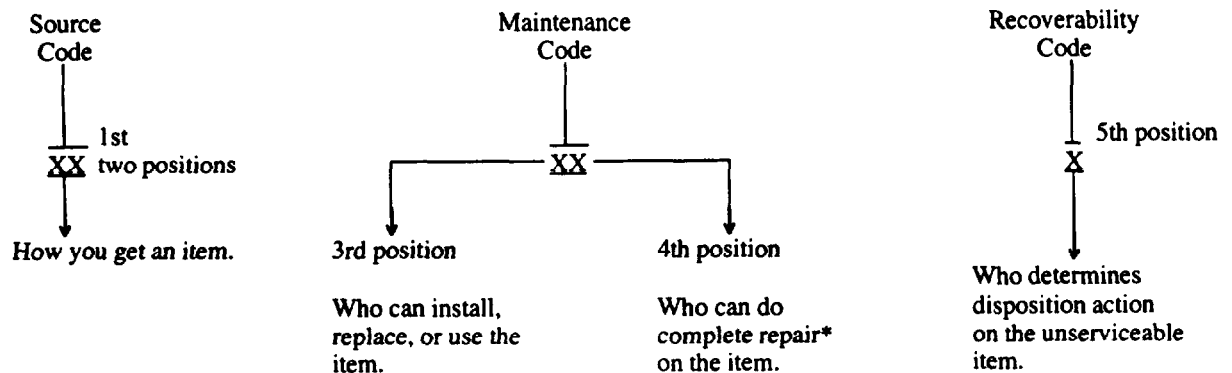 Source
Code
1st
XX two positions
How you get an item.
Maintenance
Code
XX
3rd position
Who can install,
replace, or use the
item.
4th position
Who can do
complete repair*
on the item.
Recoverability
Code
5th position
X
Who determines
disposition action
on the unserviceable
item.